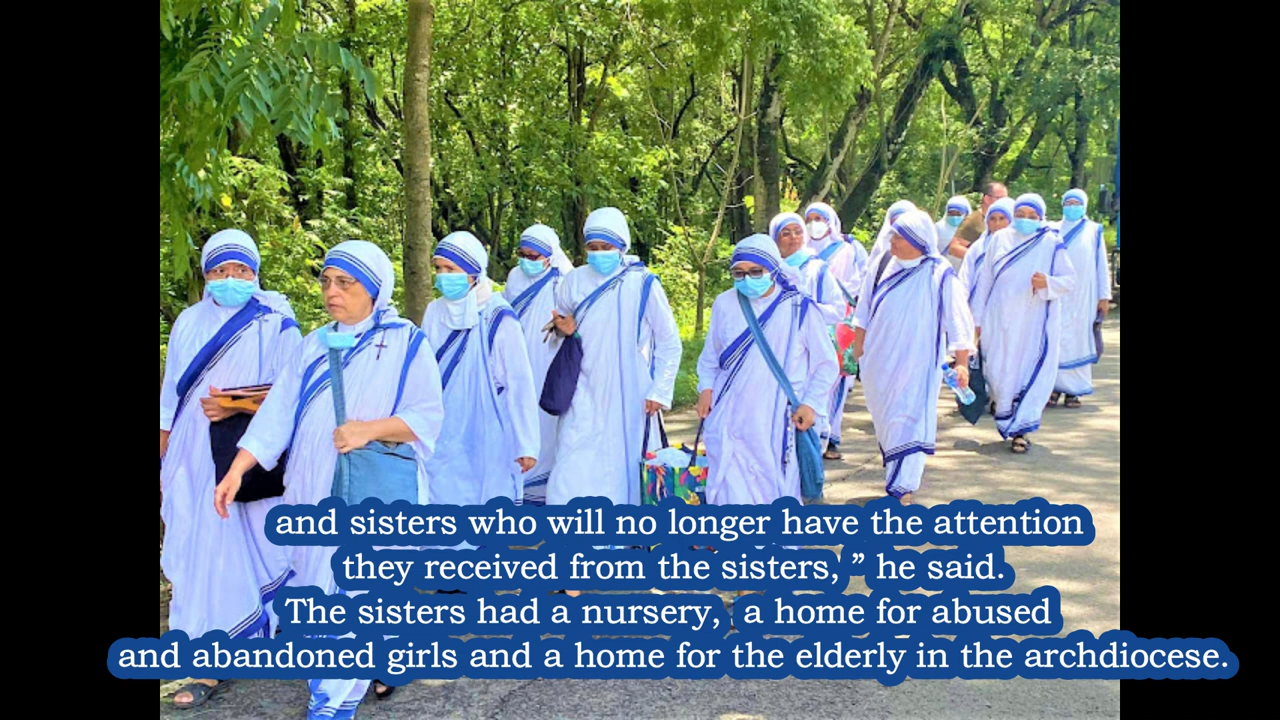 and sisters who will no longer have the attention
they received from the sisters, ” he said.
The sisters had a nursery,  a home for abused
and abandoned girls and a home for the elderly in the archdiocese.